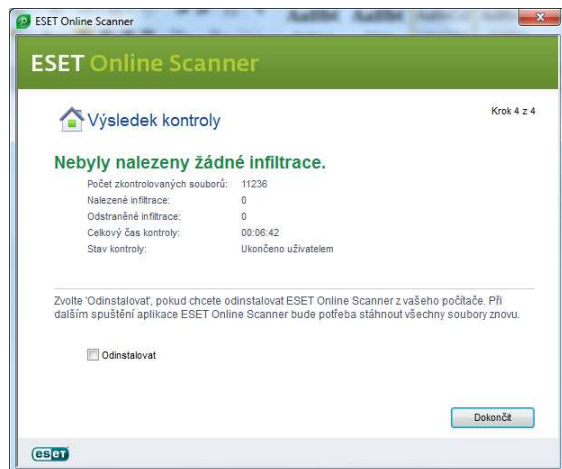 ESET Online Scanner
ESET Online Scanner
Výsledek kontroly
Krok 4 z 4
Nebyly nalezeny žádné infiltrace.
Počet zkontrolovaných souborů: 11236
Nalezené infiltrace: 0
Odstraněné infiltrace: 0
Celkový čas kontroly: 00:06:42
Stav kontroly: Ukončeno uživatelem
Zvolte 'Odinstalovat', pokud chcete odinstalovat ESET Online Scanner z vašeho počítače. Při
dalším spuštění aplikace ESET Online Scanner bude potřeba stáhnout všechny soubory znovu.
Odinstalovat
Dokončit
eseT